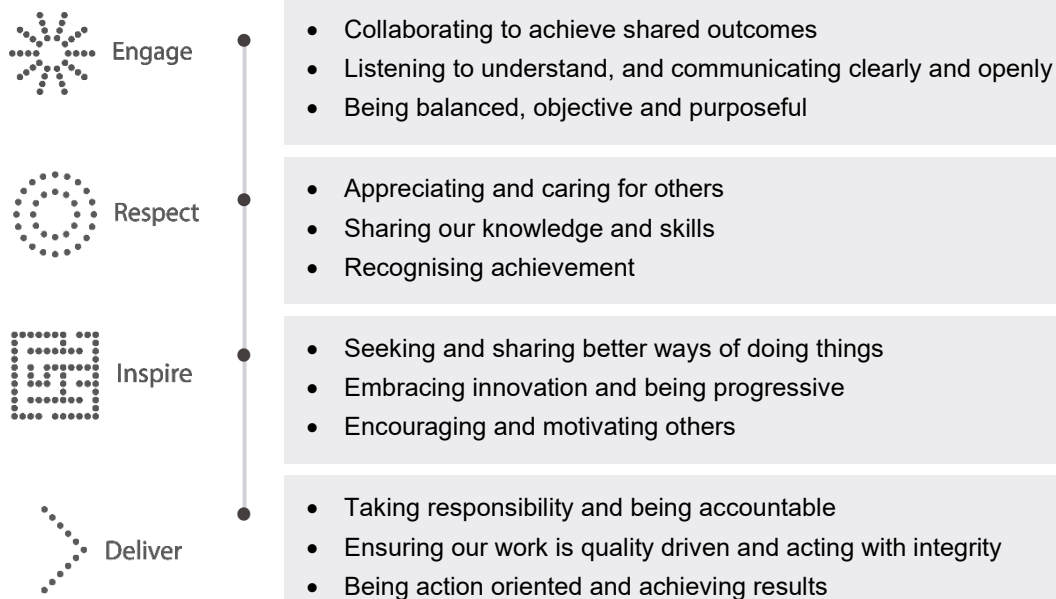 Engage
• Collaborating to achieve shared outcomes
• Listening to understand, and communicating clearly and openly
• Being balanced, objective and purposeful
Respect
• Appreciating and caring for others
• Sharing our knowledge and skills
• Recognising achievement
Inspire
• Seeking and sharing better ways of doing things
• Embracing innovation and being progressive
• Encouraging and motivating others
Deliver
• Taking responsibility and being accountable
• Ensuring our work is quality driven and acting with integrity
• Being action oriented and achieving results